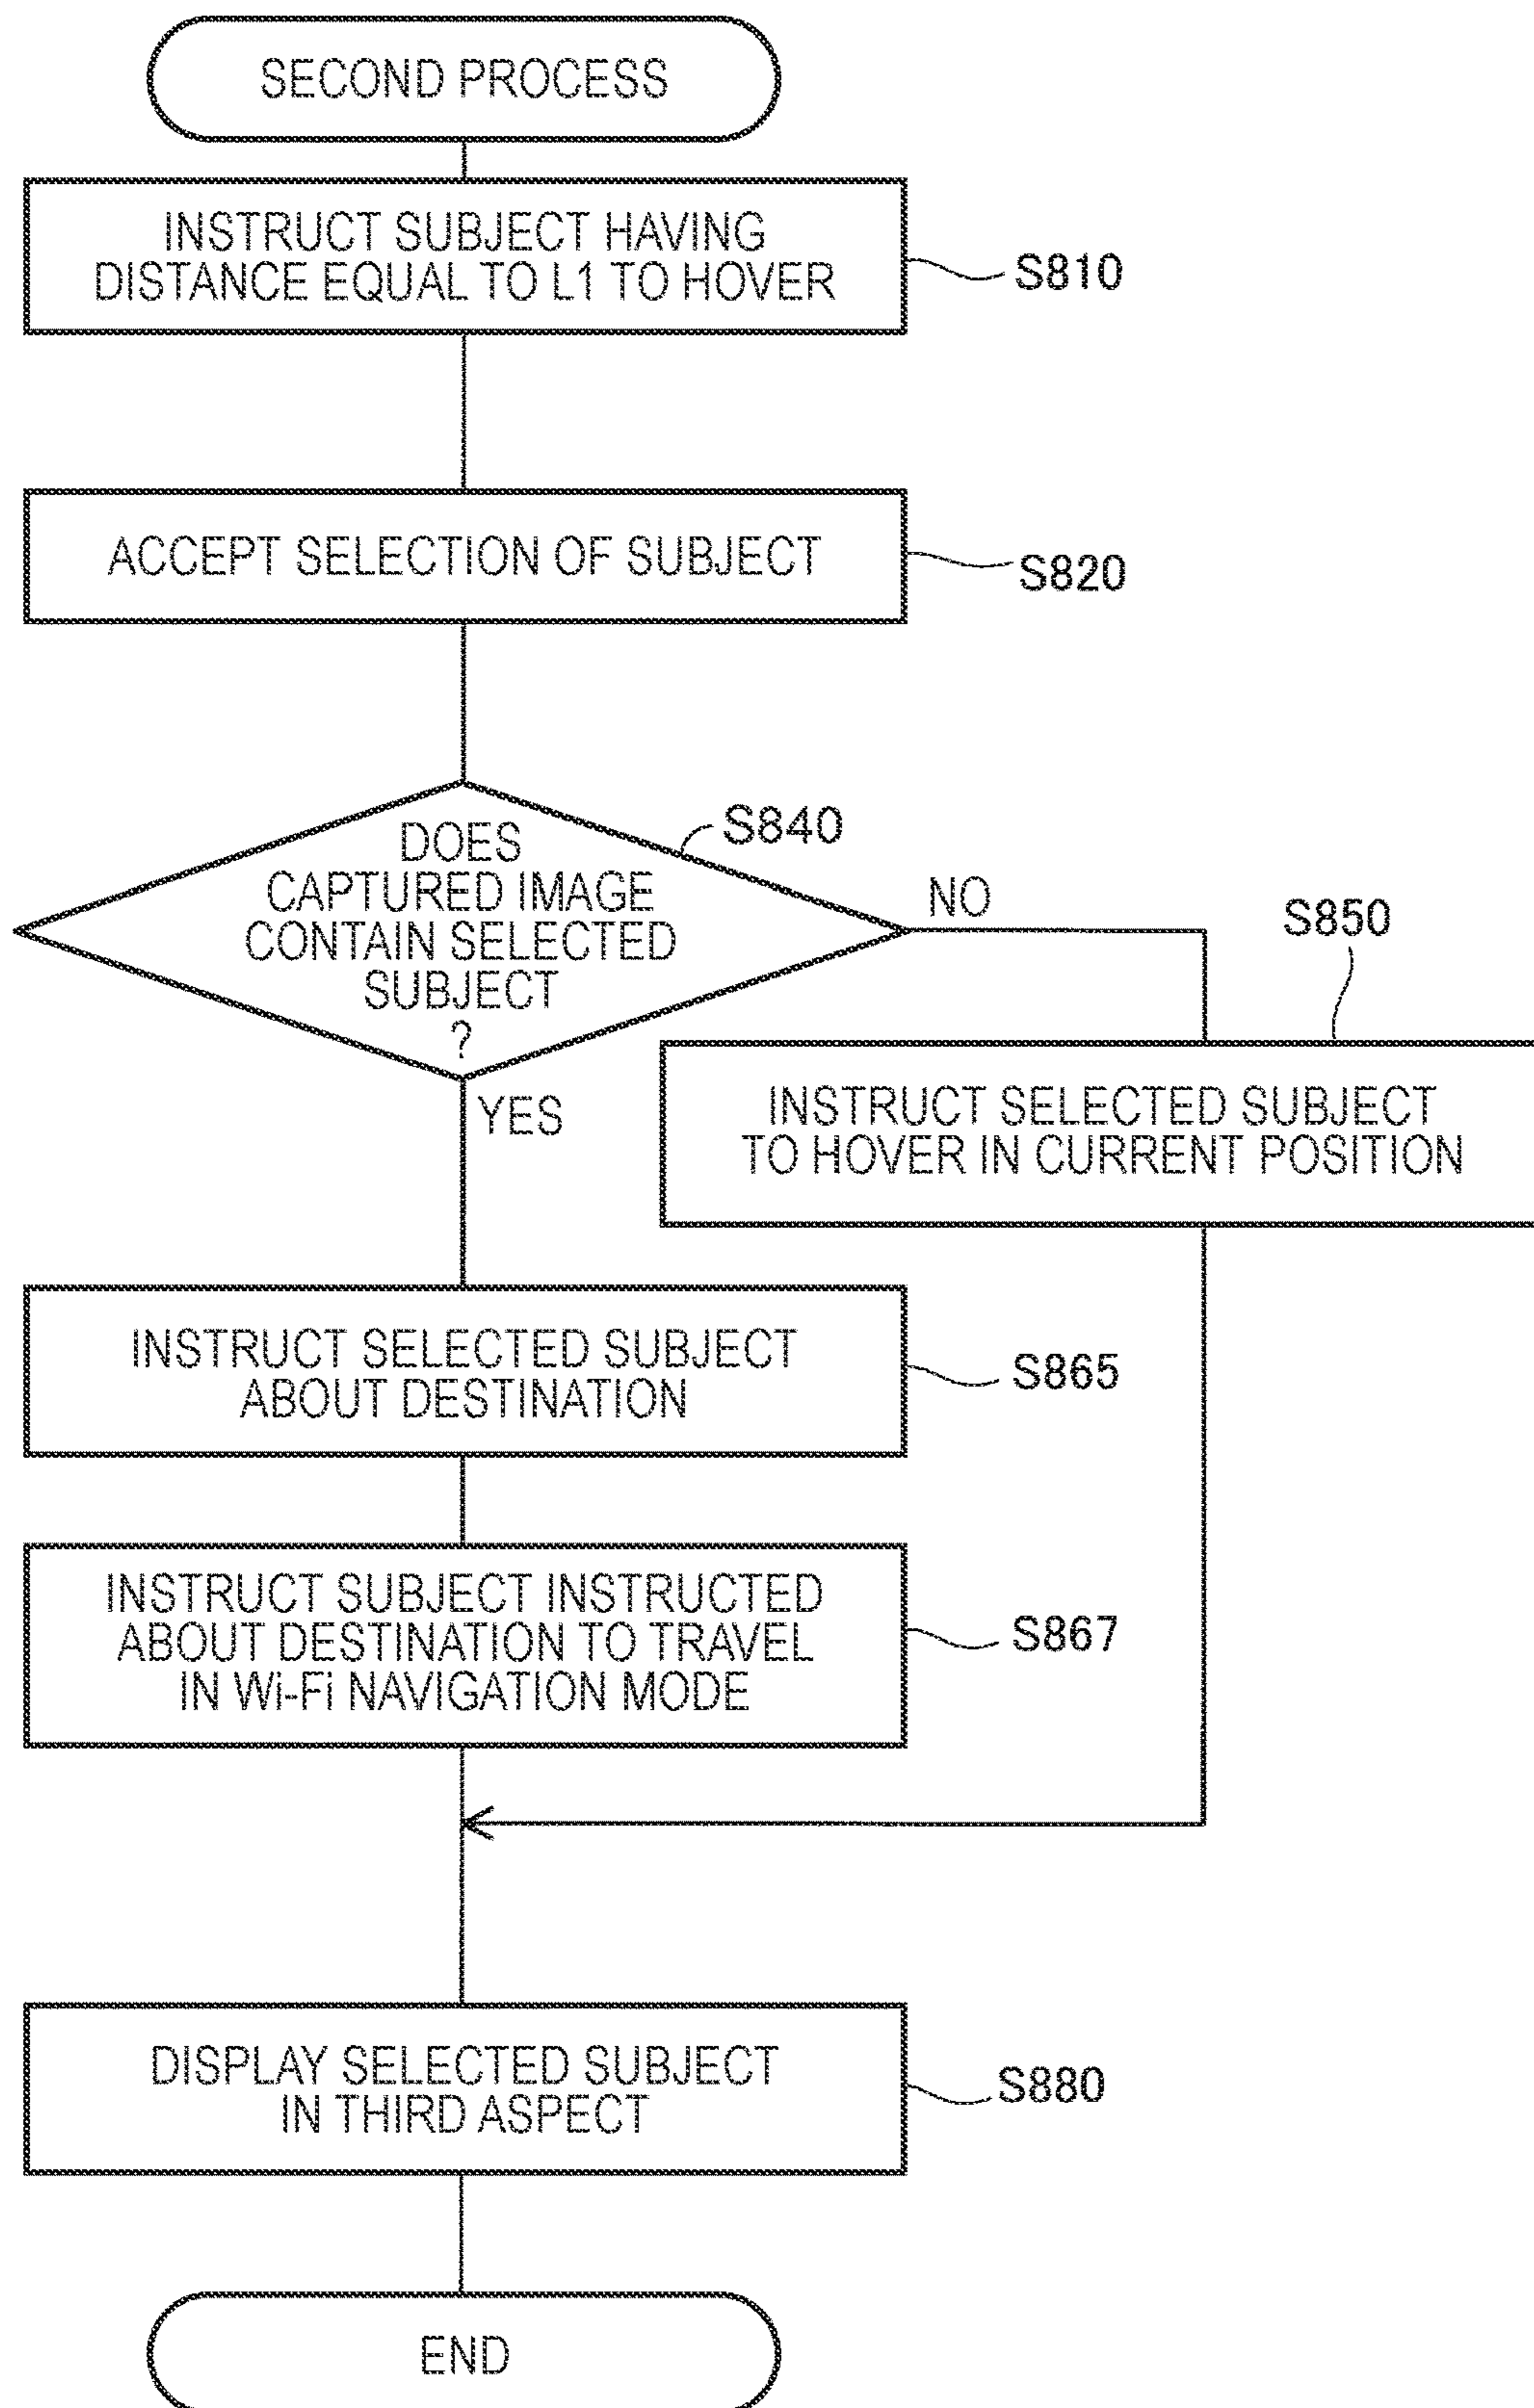 SECOND PROCESS
INSTRUCT SUBJECT HAVING
DISTANCE EQUAL TO L1 TO HOVER
S810
ACCEPT SELECTION OF SUBJECT
S820
DOES
CAPTURED IMAGE
CONTAIN SELECTED
SUBJECT
?
S840
NO
S850
INSTRUCT SELECTED SUBJECT
TO HOVER IN CURRENT POSITION
YES
INSTRUCT SELECTED SUBJECT
ABOUT DESTINATION
S865
INSTRUCT SUBJECT INSTRUCTED
ABOUT DESTINATION TO TRAVEL
IN Wi-Fi NAVIGATION MODE
S867
DISPLAY SELECTED SUBJECT
IN THIRD ASPECT
S880
END